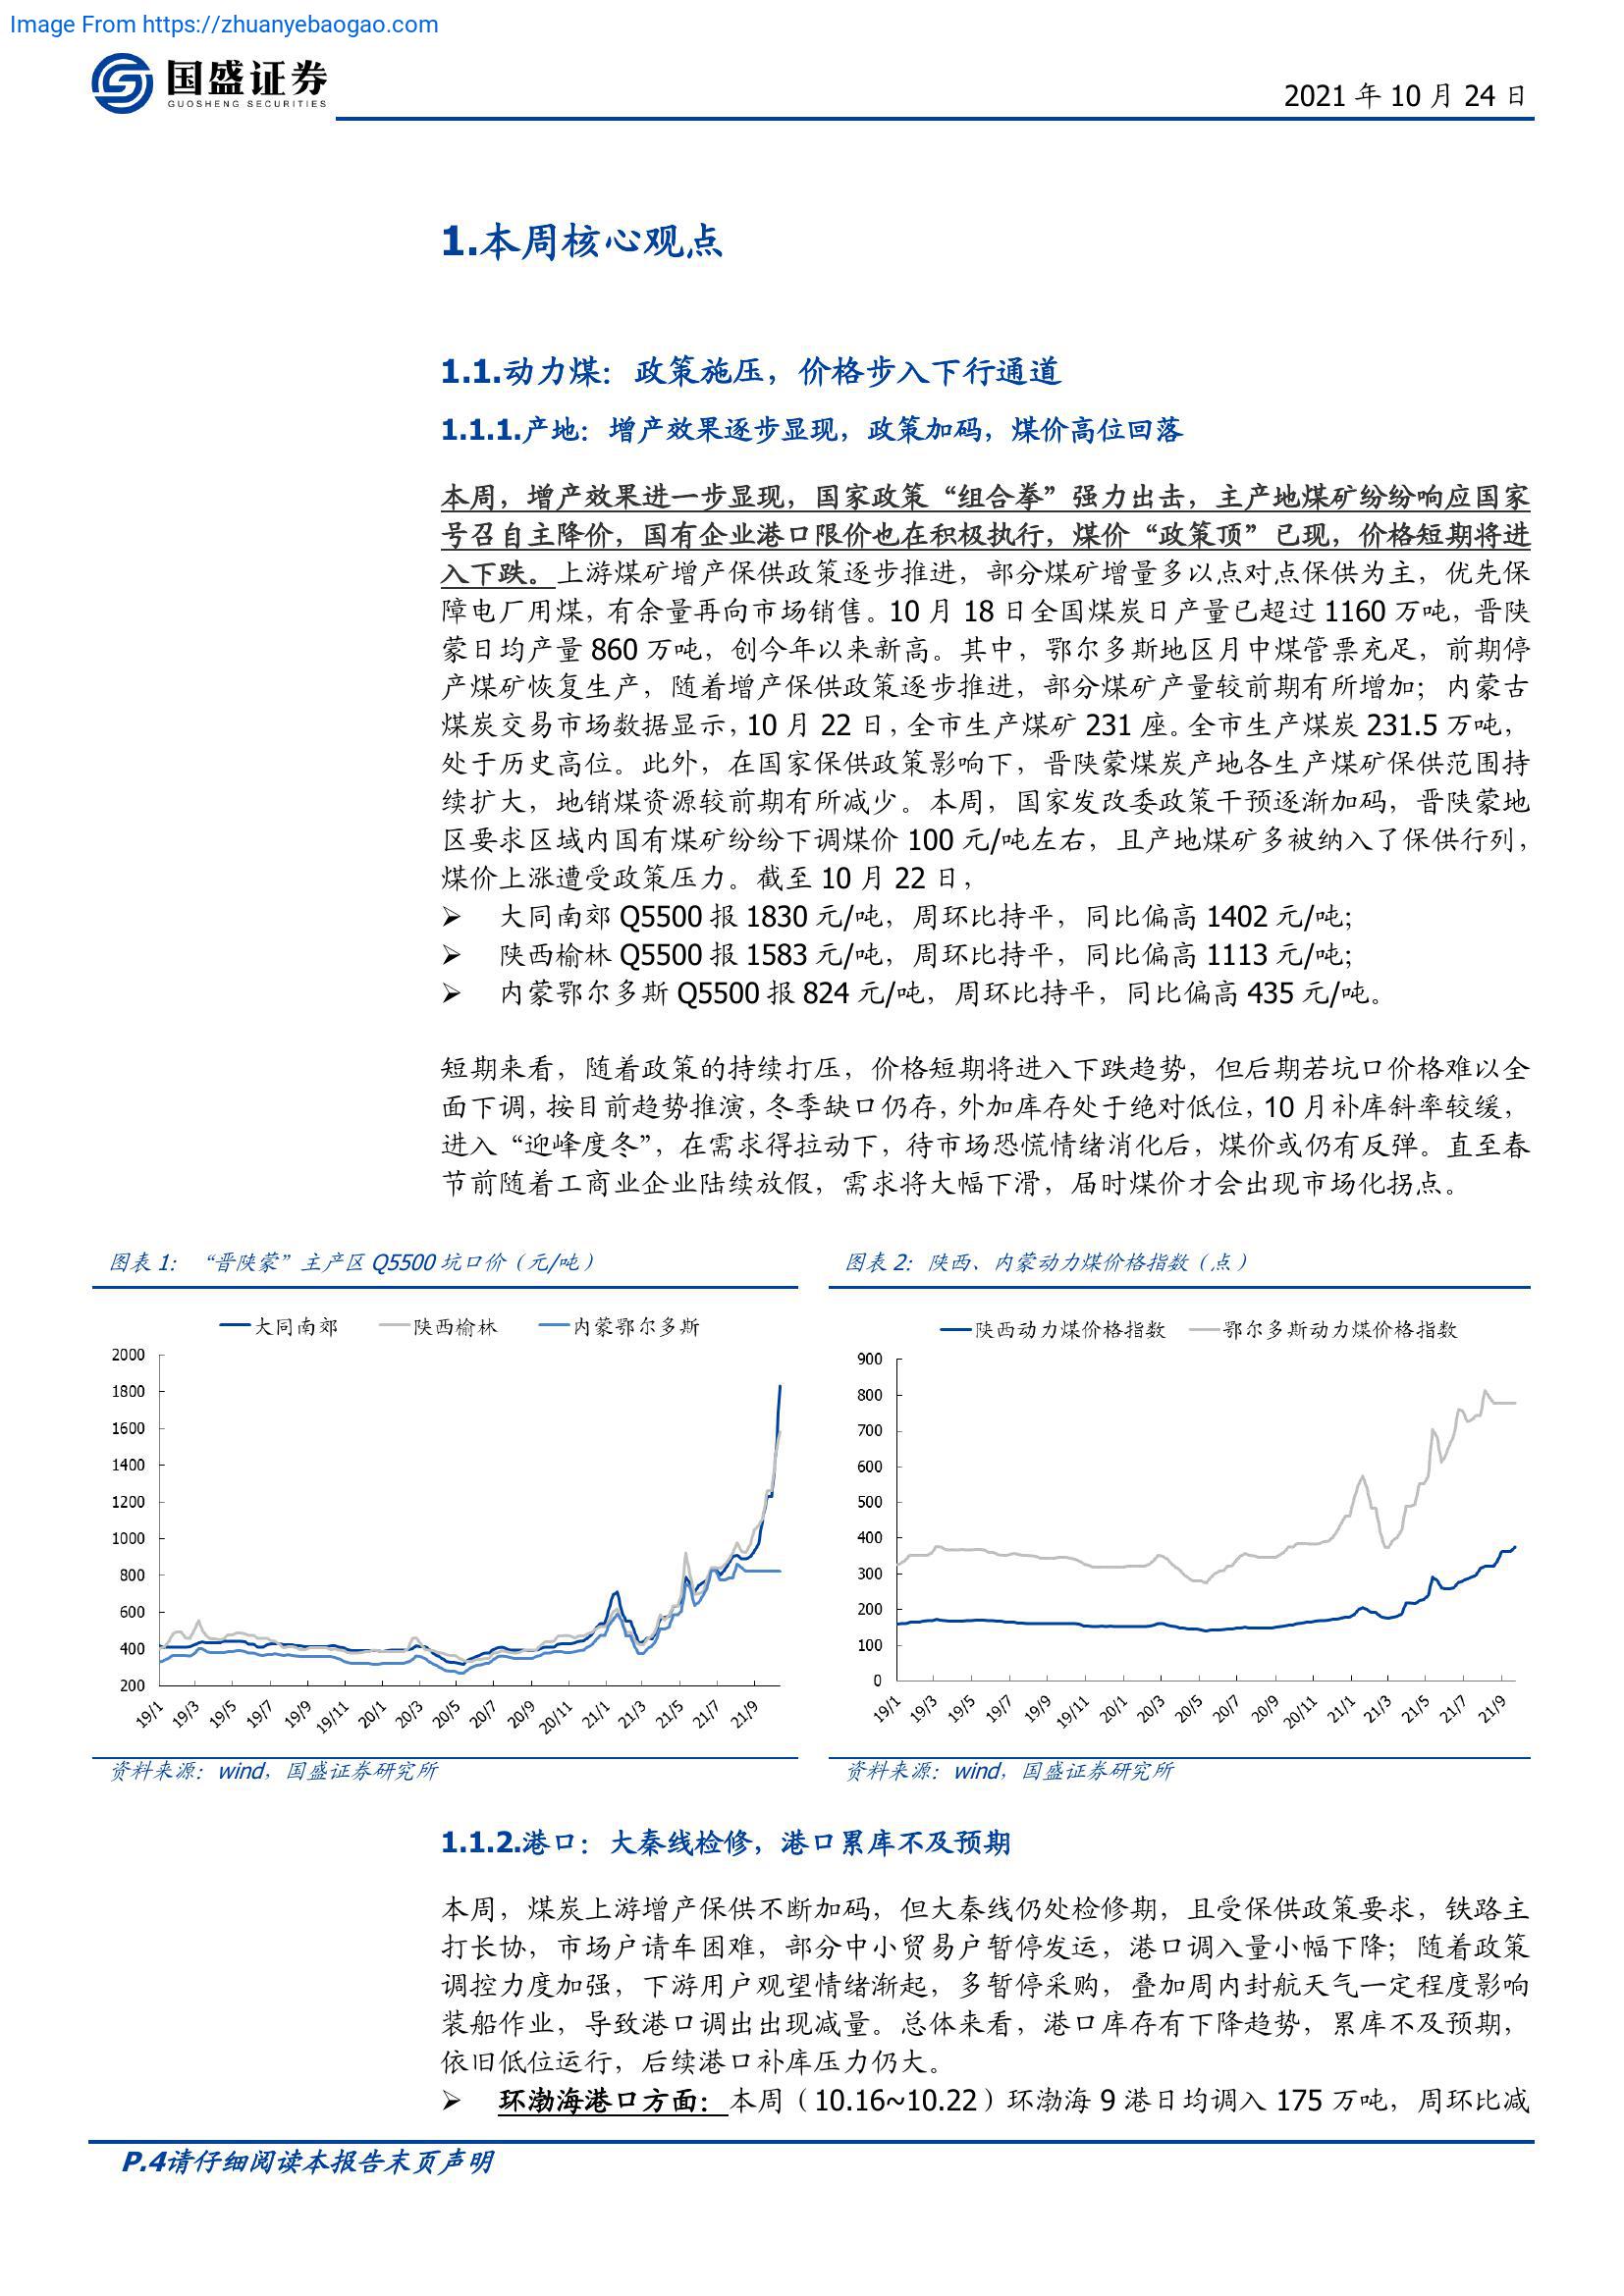 Image From https://zhuanyebaogao.com
国盛证券
GUOSHENG SECURITIES
2021 年 10 月 24 日
1.本周核心观点
1.1.动力煤：政策施压，价格步入下行通道
1.1.1.产地：增产效果逐步显现，政策加码，煤价高位回落
本周，增产效果进一步显现，国家政策“组合拳”强力出击，主产地煤矿纷纷响应国家
号召自主降价，国有企业港口限价也在积极执行，煤价“政策顶”已现，价格短期将进
入下跌。上游煤矿增产保供政策逐步推进，部分煤矿增量多以点对点保供为主，优先保
障电厂用煤，有余量再向市场销售。10 月 18 日全国煤炭日产量已超过 1160 万吨，晋陕
蒙日均产量 860 万吨，创今年以来新高。其中，鄂尔多斯地区月中煤管票充足，前期停
产煤矿恢复生产，随着增产保供政策逐步推进，部分煤矿产量较前期有所增加；内蒙古
煤炭交易市场数据显示，10 月 22 日，全市生产煤矿 231 座。全市生产煤炭 231.5 万吨，
处于历史高位。此外，在国家保供政策影响下，晋陕蒙煤炭产地各生产煤矿保供范围持
续扩大，地销煤资源较前期有所减少。本周，国家发改委政策干预逐渐加码，晋陕蒙地
区要求区域内国有煤矿纷纷下调煤价 100 元/吨左右，且产地煤矿多被纳入了保供行列，
煤价上涨遭受政策压力。截至 10 月 22 日，
➢ 大同南郊 Q5500 报 1830 元/吨，周环比持平，同比偏高 1402 元/吨；
➢ 陕西榆林 Q5500 报 1583 元/吨，周环比持平，同比偏高 1113 元/吨；
➢ 内蒙鄂尔多斯 Q5500 报 824 元/吨，周环比持平，同比偏高 435 元/吨。
短期来看，随着政策的持续打压，价格短期将进入下跌趋势，但后期若坑口价格难以全
面下调，按目前趋势推演，冬季缺口仍存，外加库存处于绝对低位，10 月补库斜率较缓，
进入“迎峰度冬”，在需求得拉动下，待市场恐慌情绪消化后，煤价或仍有反弹。直至春
节前随着工商业企业陆续放假，需求将大幅下滑，届时煤价才会出现市场化拐点。
图表 1： “晋陕蒙”主产区 Q5500 坑口价（元/吨）
大同南郊 陕西榆林 内蒙鄂尔多斯
2000
1800
1600
1400
1200
1000
800
600
400
200
19/1 19/3 19/5 19/7 19/9 19/11 20/1 20/3 20/5 20/7 20/9 20/11 21/1 21/3 21/5 21/7 21/9
资料来源：wind，国盛证券研究所
图表 2：陕西、内蒙动力煤价格指数（点）
陕西动力煤价格指数 鄂尔多斯动力煤价格指数
900
800
700
600
500
400
300
200
100
0
19/1 19/3 19/5 19/7 19/9 19/11 20/1 20/3 20/5 20/7 20/9 20/11 21/1 21/3 21/5 21/7 21/9
资料来源：wind，国盛证券研究所
1.1.2.港口：大秦线检修，港口累库不及预期
本周，煤炭上游增产保供不断加码，但大秦线仍处检修期，且受保供政策要求，铁路主
打长协，市场户请车困难，部分中小贸易户暂停发运，港口调入量小幅下降；随着政策
调控力度加强，下游用户观望情绪渐起，多暂停采购，叠加周内封航天气一定程度影响
装船作业，导致港口调出出现减量。总体来看，港口库存有下降趋势，累库不及预期，
依旧低位运行，后续港口补库压力仍大。
➢ 环渤海港口方面：本周（10.16~10.22）环渤海 9 港日均调入 175 万吨，周环比减
P.4请仔细阅读本报告末页声明